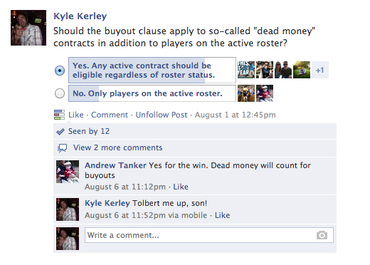 Kyle Kerley
Should the buyout clause apply to so-called "dead money"
contracts in addition to players on the active roster?
Yes. Any active contract should be
eligible regardless of roster status.
+1
No. Only players on the active roster.
Like · Comment · Unfollow Post · August 1 at 12:45pm
Seen by 12
View 2 more comments
Andrew Tanker Yes for the win. Dead money will count for
buyouts
August 6 at 11:12pm · Like
Kyle Kerley Tolbert me up, son!
August 6 at 11:52pm via mobile · Like
Write a comment...